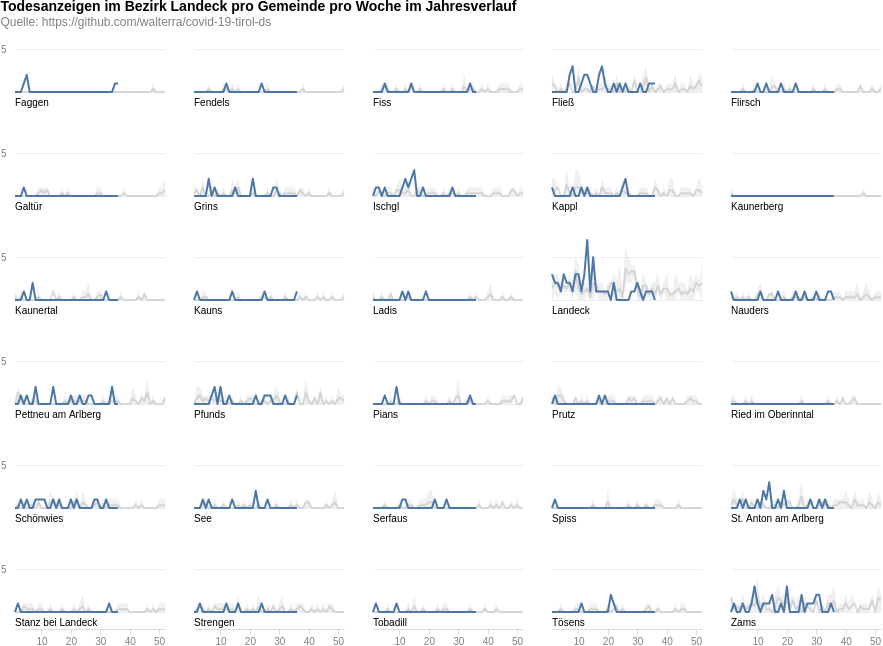 Todesanzeigen im Bezirk Landeck pro Gemeinde pro Woche im Jahresverlauf
Quelle: https://github.com/walterra/covid-19-tirol-ds
5
Faggen Fendels Fiss Fließ Flirsch
5
Galtür Grins Ischgl Kappl Kaunerberg
5
Kaunertal Kauns Ladis Landeck Nauders
5
Pettneu am Arlberg Pfunds Pians Prutz Ried im Oberinntal
5
Schönwies See Serfaus Spiss St. Anton am Arlberg
5
Stanz bei Landeck Strengen Tobadill Tösens Zams
10 20 30 40 50 10 20 30 40 50 10 20 30 40 50 10 20 30 40 50 10 20 30 40 50